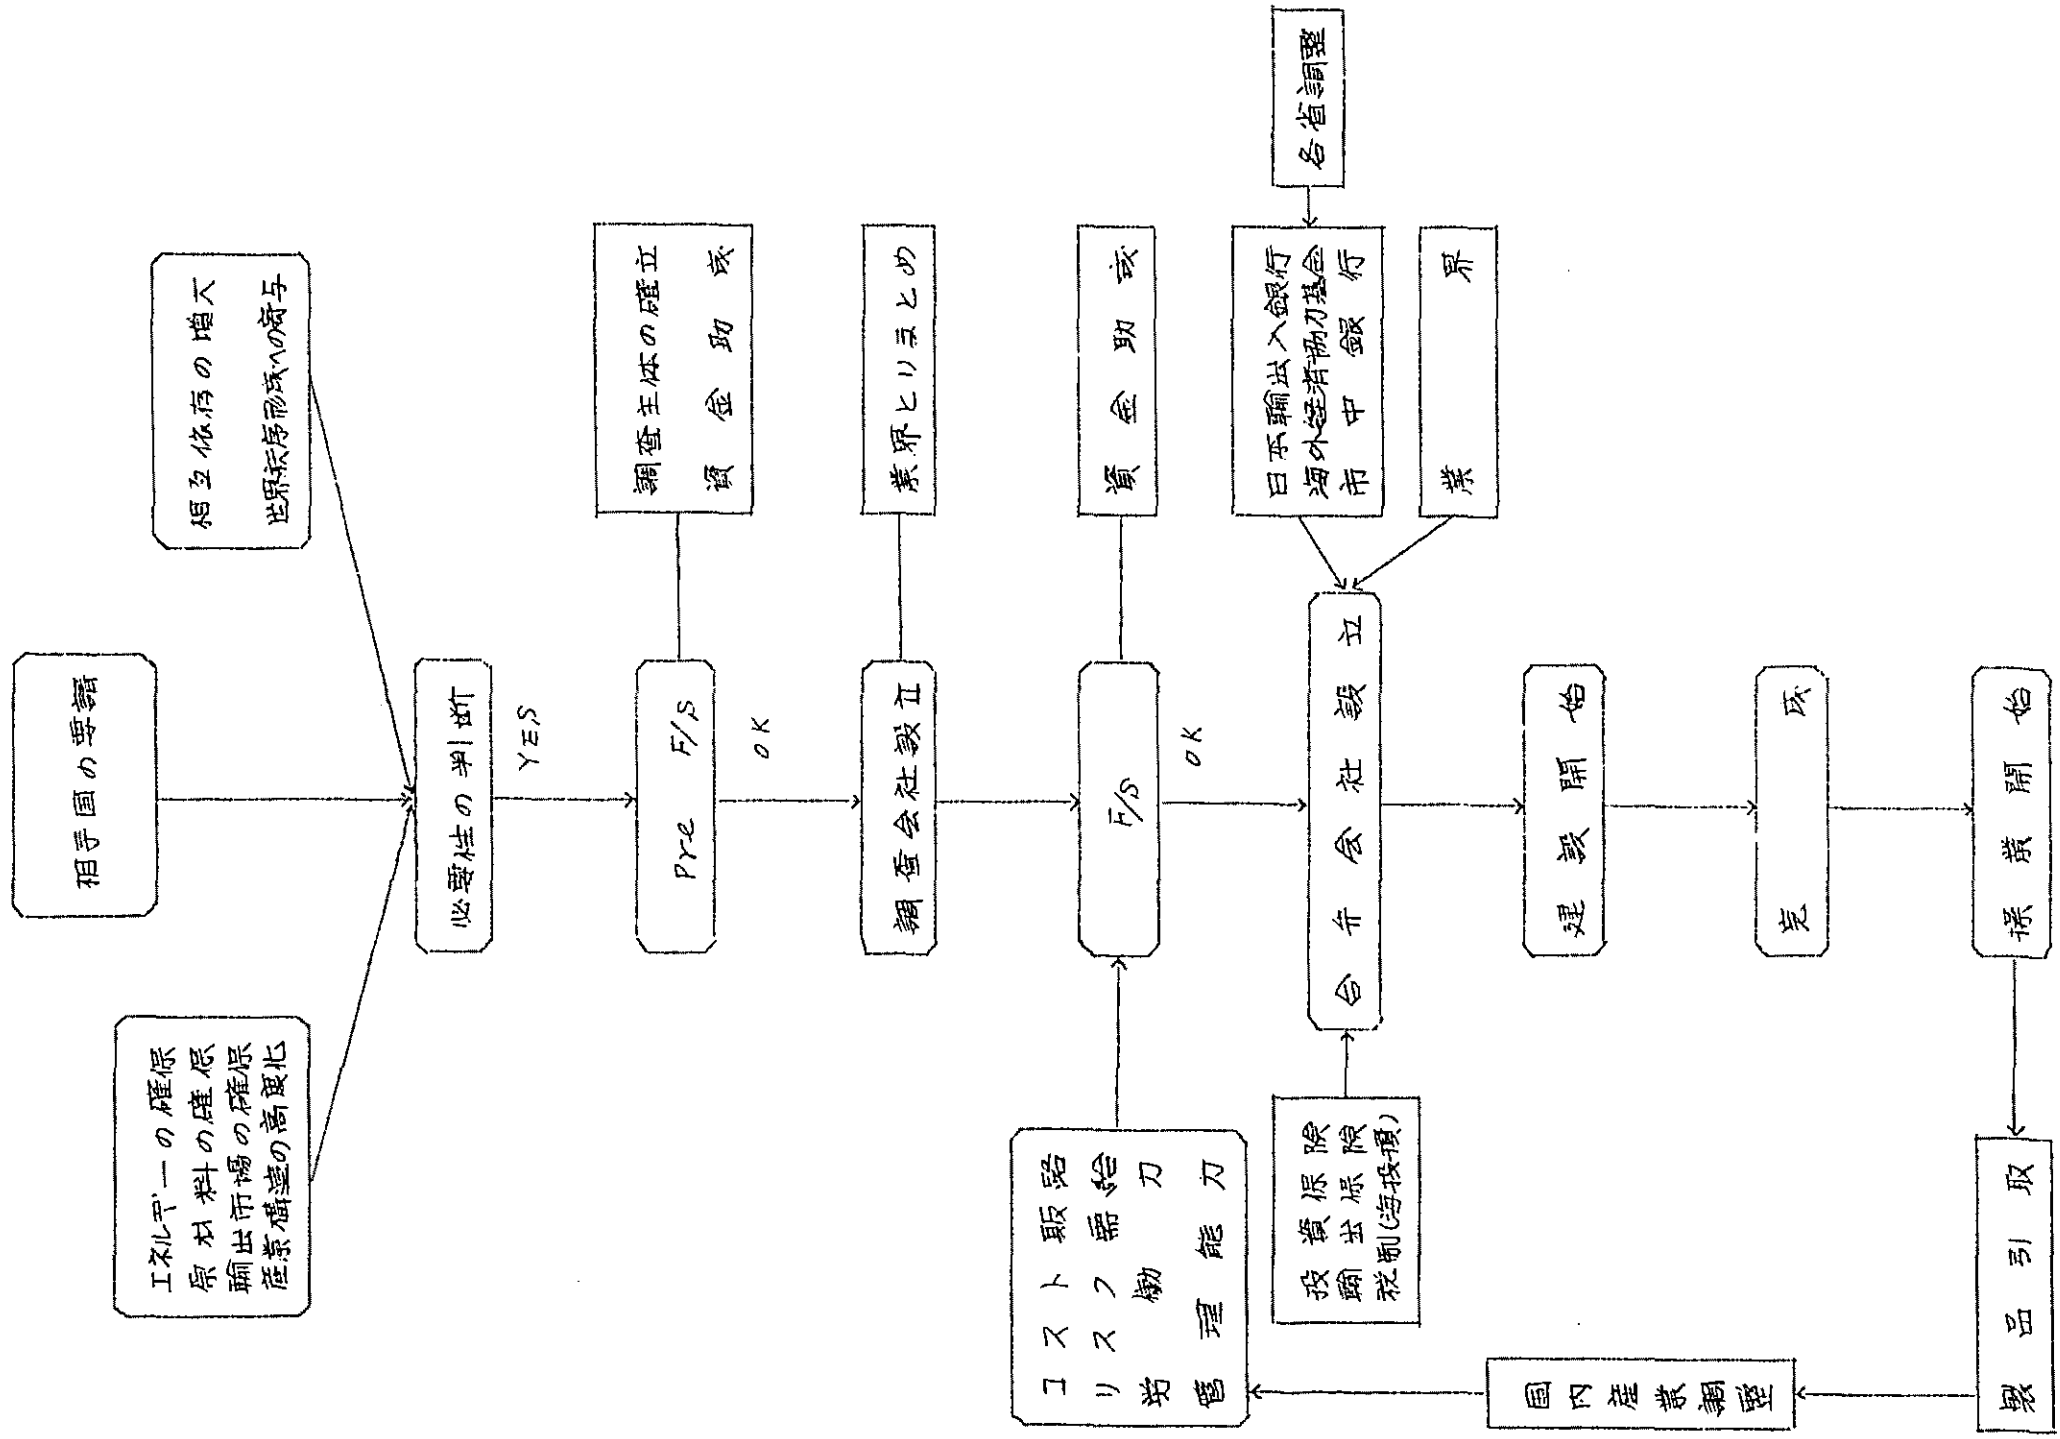 相手国の要請
エネルギーの確保
原材料の確保
輸出市場の確保
産業構造の高度化
相互依存の増大
世界秩序形成への寄与
必要性の判断
YES
Pre F/S
調査主体の確立
資金助成
OK
調査会社設立
業界とりまとめ
F/S
資金助成
コスト販路
リスク需給
労働力
管理能力
OK
合弁会社設立
各省調整
日本輸出入銀行
海外経済協力基金
市中銀行
業界
投資保険
輸出保険
税制(海投損)
建設開始
完成
操業開始
製品引取
国内産業調整